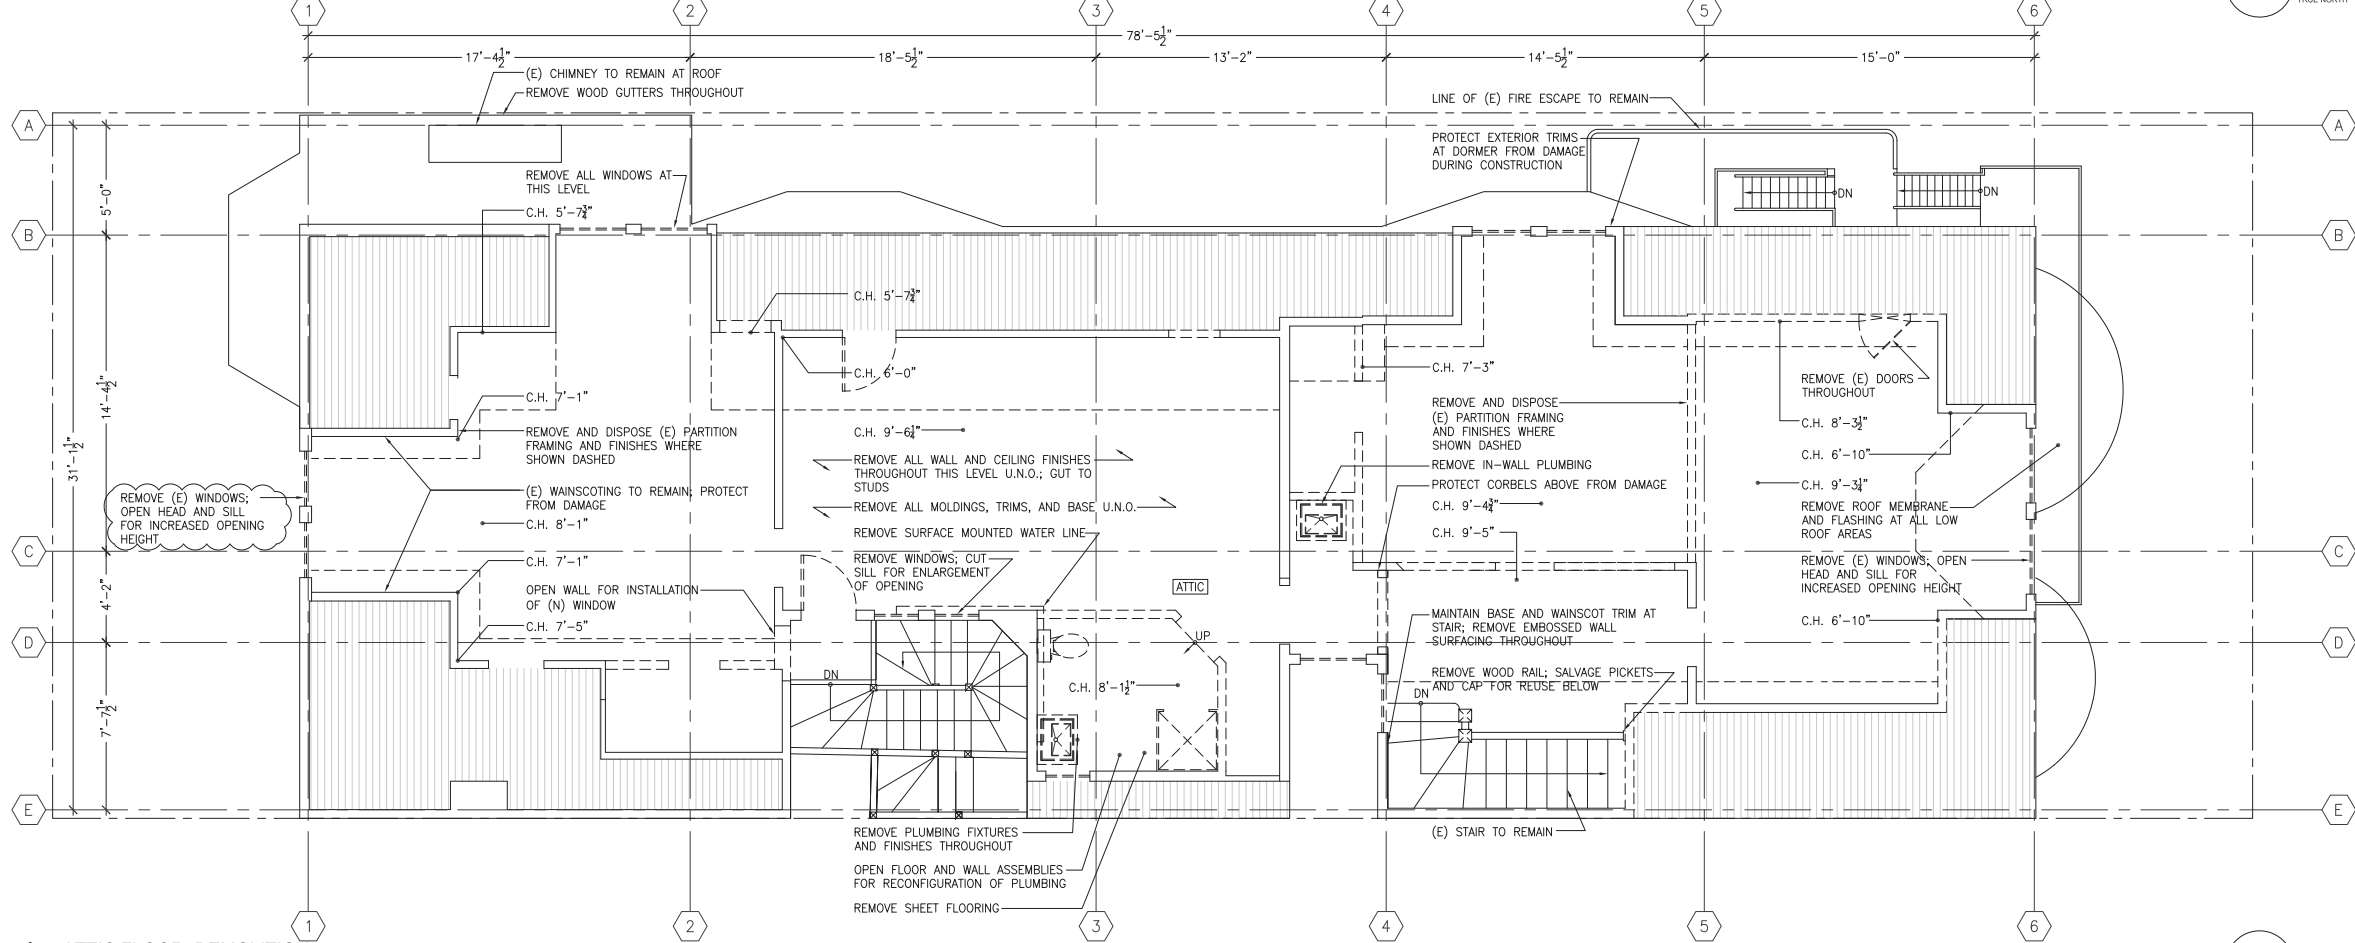 1 2 3 4 5 6
78'-5½"
17'-4½" 18'-5½" 13'-2" 14'-5½" 15'-0"
(E) CHIMNEY TO REMAIN AT ROOF
REMOVE WOOD GUTTERS THROUGHOUT
LINE OF (E) FIRE ESCAPE TO REMAIN
A A
PROTECT EXTERIOR TRIMS
AT DORMER FROM DAMAGE
DURING CONSTRUCTION
REMOVE ALL WINDOWS AT
THIS LEVEL
DN DN
5'-0"
C.H. 5'-7¾"
B B
C.H. 5'-7¾"
C.H. 6'-0"
C.H. 7'-3"
REMOVE (E) DOORS
THROUGHOUT
14'-4½"
C.H. 7'-1"
REMOVE AND DISPOSE (E) PARTITION
FRAMING AND FINISHES WHERE
SHOWN DASHED
C.H. 9'-6¼"
REMOVE AND DISPOSE
(E) PARTITION FRAMING
AND FINISHES WHERE
SHOWN DASHED
C.H. 8'-3½"
C.H. 6'-10"
31'-1½"
REMOVE ALL WALL AND CEILING FINISHES
THROUGHOUT THIS LEVEL U.N.O.; GUT TO
STUDS
REMOVE IN-WALL PLUMBING
PROTECT CORBELS ABOVE FROM DAMAGE
C.H. 9'-3¼"
REMOVE (E) WINDOWS;
OPEN HEAD AND SILL
FOR INCREASED OPENING
HEIGHT
(E) WAINSCOTING TO REMAIN; PROTECT
FROM DAMAGE
C.H. 8'-1"
REMOVE ALL MOLDINGS, TRIMS, AND BASE U.N.O.
C.H. 9'-4¾"
REMOVE ROOF MEMBRANE
AND FLASHING AT ALL LOW
ROOF AREAS
REMOVE SURFACE MOUNTED WATER LINE
C.H. 9'-5"
C C
C.H. 7'-1"
REMOVE WINDOWS; CUT
SILL FOR ENLARGEMENT
OF OPENING
REMOVE (E) WINDOWS; OPEN
HEAD AND SILL FOR
INCREASED OPENING HEIGHT
4'-2"
OPEN WALL FOR INSTALLATION
OF (N) WINDOW
ATTIC
C.H. 7'-5"
MAINTAIN BASE AND WAINSCOT TRIM AT
STAIR; REMOVE EMBOSSED WALL
SURFACING THROUGHOUT
C.H. 6'-10"
D D
UP
DN
C.H. 8'-1½"
REMOVE WOOD RAIL; SALVAGE PICKETS
AND CAP FOR REUSE BELOW
DN
7'-7½"
E E
REMOVE PLUMBING FIXTURES
AND FINISHES THROUGHOUT
(E) STAIR TO REMAIN
OPEN FLOOR AND WALL ASSEMBLIES
FOR RECONFIGURATION OF PLUMBING
REMOVE SHEET FLOORING
1 2 3 4 5 6